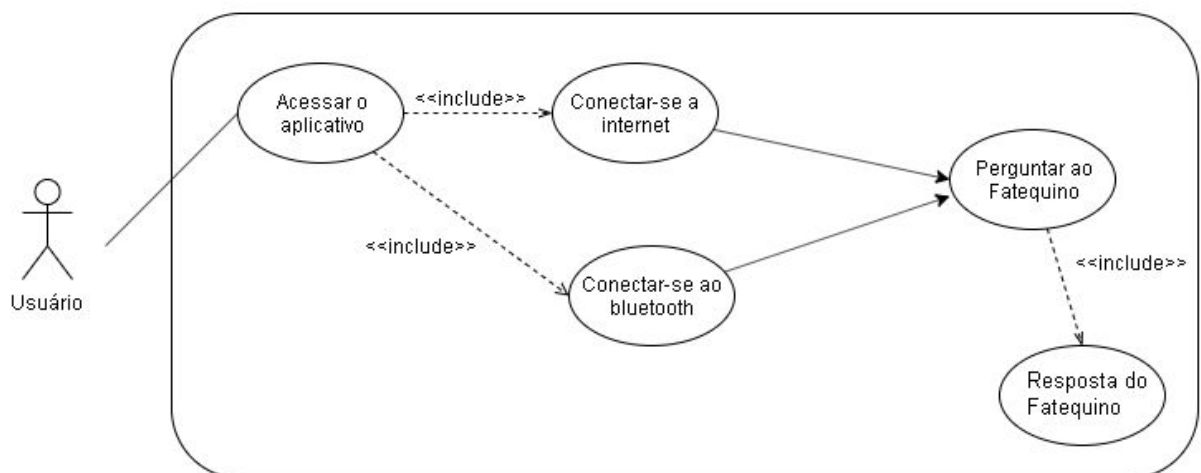 Acessar o
aplicativo
<<include>>
Conectar-se a
internet
Perguntar ao
Fatequino
<<include>>
<<include>>
Conectar-se ao
bluetooth
Usuário
Resposta do
Fatequino